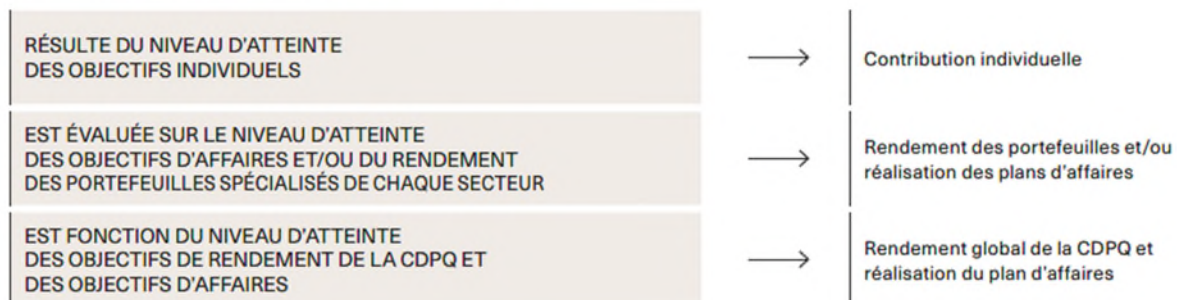 RÉSULTE DU NIVEAU D'ATTEINTE
DES OBJECTIFS INDIVIDUELS
Contribution individuelle
EST ÉVALUÉE SUR LE NIVEAU D'ATTEINTE
DES OBJECTIFS D'AFFAIRES ET/OU DU RENDEMENT
DES PORTEFEUILLES SPÉCIALISÉS DE CHAQUE SECTEUR
Rendement des portefeuilles et/ou
réalisation des plans d'affaires
EST FONCTION DU NIVEAU D'ATTEINTE
DES OBJECTIFS DE RENDEMENT DE LA CDPQ ET
DES OBJECTIFS D'AFFAIRES
Rendement global de la CDPQ et
réalisation du plan d'affaires